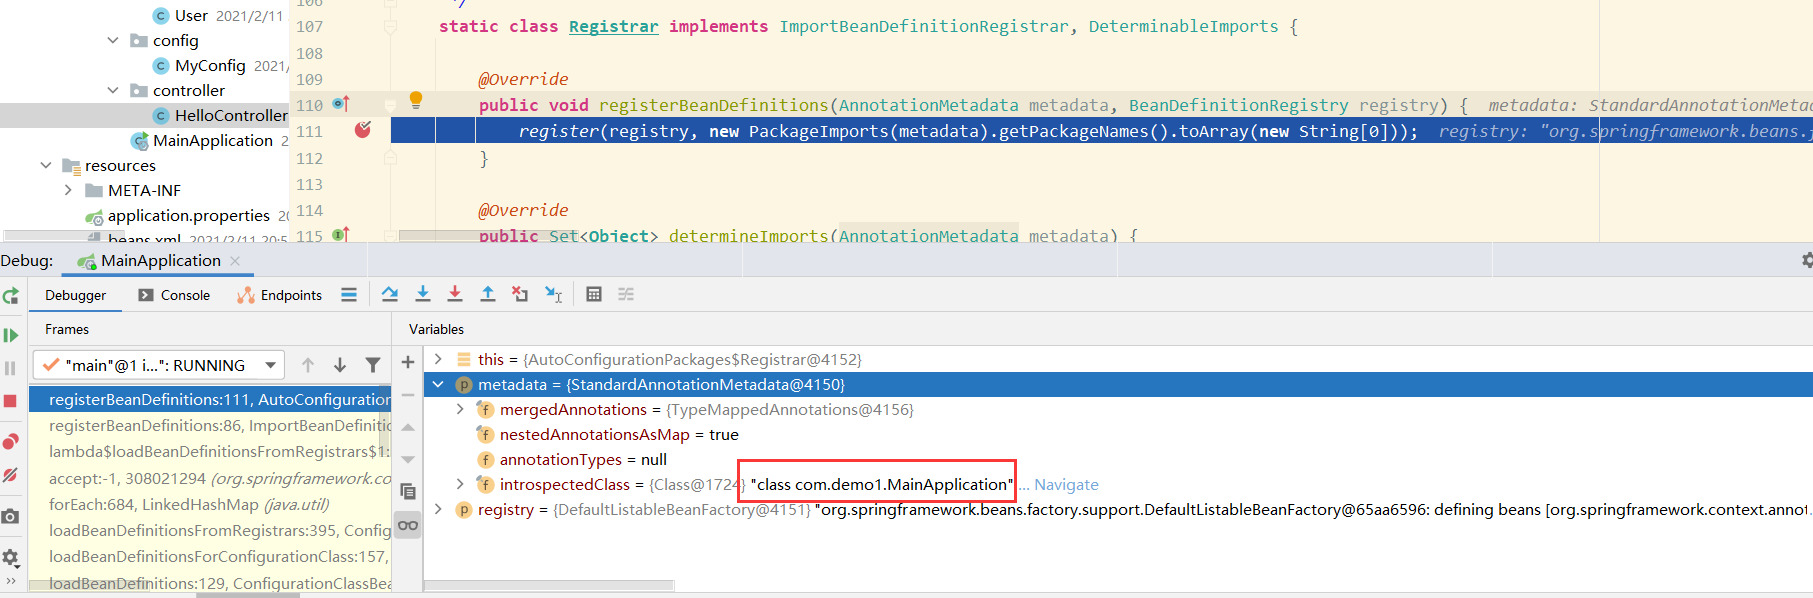 User 2021/2/11
config
MyConfig 2021/
controller
HelloController
MainApplication 2
resources
META-INF
application.properties 20
beans.xml 2021/2/11 20:5
106 */
107 static class Registrar implements ImportBeanDefinitionRegistrar, DeterminableImports {
108
109 @Override
110 public void registerBeanDefinitions(AnnotationMetadata metadata, BeanDefinitionRegistry registry) { metadata: StandardAnnotationMetad
111 register(registry, new PackageImports(metadata).getPackageNames().toArray(new String[0])); registry: "org.springframework.beans.f
112 }
113
114 @Override
115 public Set<Object> determineImports(AnnotationMetadata metadata) {
Debug: MainApplication
Debugger Console Endpoints
Frames
"main"@1 i...": RUNNING
registerBeanDefinitions:111, AutoConfiguration
registerBeanDefinitions:86, ImportBeanDefinitio
lambda$loadBeanDefinitionsFromRegistrars$1:
accept:-1, 308021294 (org.springframework.co
forEach:684, LinkedHashMap (java.util)
loadBeanDefinitionsFromRegistrars:395, Config
loadBeanDefinitionsForConfigurationClass:157,
loadBeanDefinitions:129, ConfigurationClassBea
Variables
this = {AutoConfigurationPackages$Registrar@4152}
metadata = {StandardAnnotationMetadata@4150}
mergedAnnotations = {TypeMappedAnnotations@4156}
nestedAnnotationsAsMap = true
annotationTypes = null
introspectedClass = {Class@1724} "class com.demo1.MainApplication" ... Navigate
registry = {DefaultListableBeanFactory@4151} "org.springframework.beans.factory.support.DefaultListableBeanFactory@65aa6596: defining beans [org.springframework.context.annot